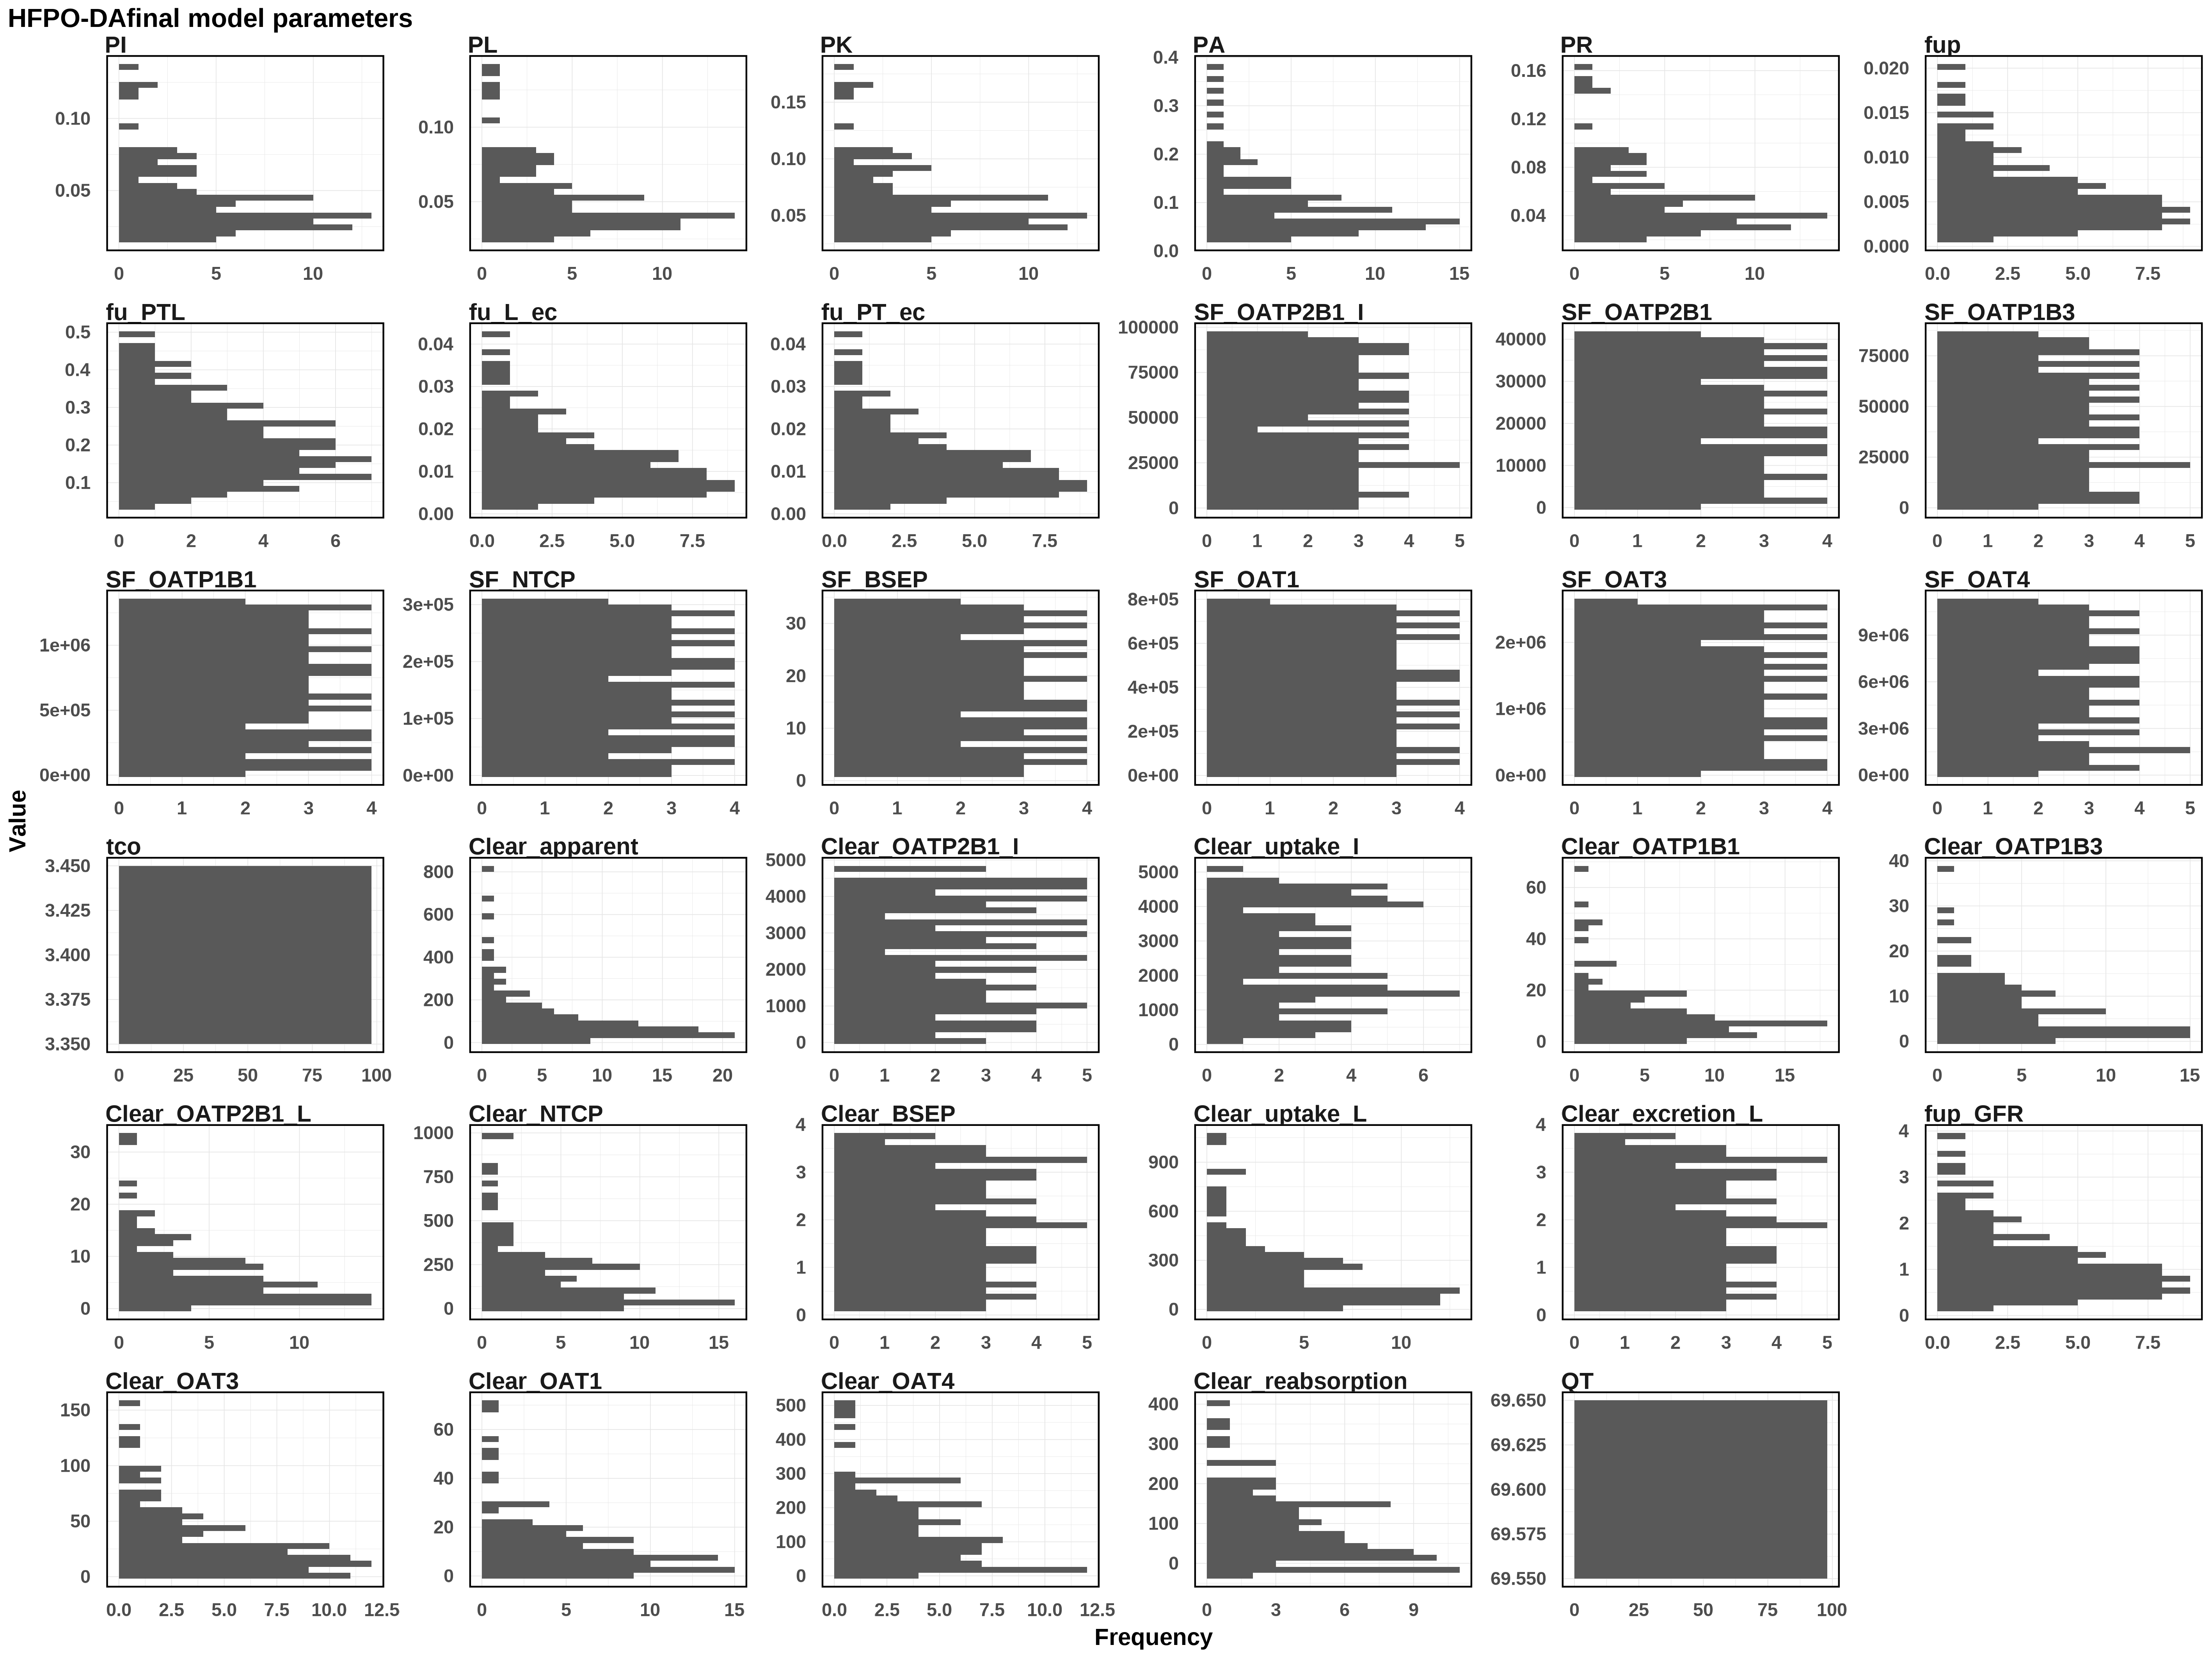 HFPO-DAfinal model parameters
PI PL PK PA PR fup
0.10 0.05
0 5 10
0.10 0.05
0 5 10
0.15 0.10 0.05
0 5 10
0.4 0.3 0.2 0.1 0.0
0 5 10 15
0.16 0.12 0.08 0.04
0 5 10
0.020 0.015 0.010 0.005 0.000
0.0 2.5 5.0 7.5
fu_PTL fu_L_ec fu_PT_ec SF_OATP2B1_I SF_OATP2B1 SF_OATP1B3
0.5 0.4 0.3 0.2 0.1
0 2 4 6
0.04 0.03 0.02 0.01 0.00
0.0 2.5 5.0 7.5
0.04 0.03 0.02 0.01 0.00
0.0 2.5 5.0 7.5
100000 75000 50000 25000 0
0 1 2 3 4 5
40000 30000 20000 10000 0
0 1 2 3 4
75000 50000 25000 0
0 1 2 3 4 5
SF_OATP1B1 SF_NTCP SF_BSEP SF_OAT1 SF_OAT3 SF_OAT4
1e+06 5e+05 0e+00
0 1 2 3 4
3e+05 2e+05 1e+05 0e+00
0 1 2 3 4
30 20 10 0
0 1 2 3 4
8e+05 6e+05 4e+05 2e+05 0e+00
0 1 2 3 4
2e+06 1e+06 0e+00
0 1 2 3 4
9e+06 6e+06 3e+06 0e+00
0 1 2 3 4 5
Value
tco Clear_apparent Clear_OATP2B1_I Clear_uptake_I Clear_OATP1B1 Clear_OATP1B3
3.450 3.425 3.400 3.375 3.350
0 25 50 75 100
800 600 400 200 0
0 5 10 15 20
5000 4000 3000 2000 1000 0
0 1 2 3 4 5
5000 4000 3000 2000 1000 0
0 2 4 6
60 40 20 0
0 5 10 15
40 30 20 10 0
0 5 10 15
Clear_OATP2B1_L Clear_NTCP Clear_BSEP Clear_uptake_L Clear_excretion_L fup_GFR
30 20 10 0
0 5 10
1000 750 500 250 0
0 5 10 15
4 3 2 1 0
0 1 2 3 4 5
900 600 300 0
0 5 10
4 3 2 1 0
0 1 2 3 4 5
4 3 2 1 0
0.0 2.5 5.0 7.5
Clear_OAT3 Clear_OAT1 Clear_OAT4 Clear_reabsorption QT
150 100 50 0
0.0 2.5 5.0 7.5 10.0 12.5
60 40 20 0
0 5 10 15
500 400 300 200 100 0
0.0 2.5 5.0 7.5 10.0 12.5
400 300 200 100 0
0 3 6 9
69.650 69.625 69.600 69.575 69.550
0 25 50 75 100
Frequency